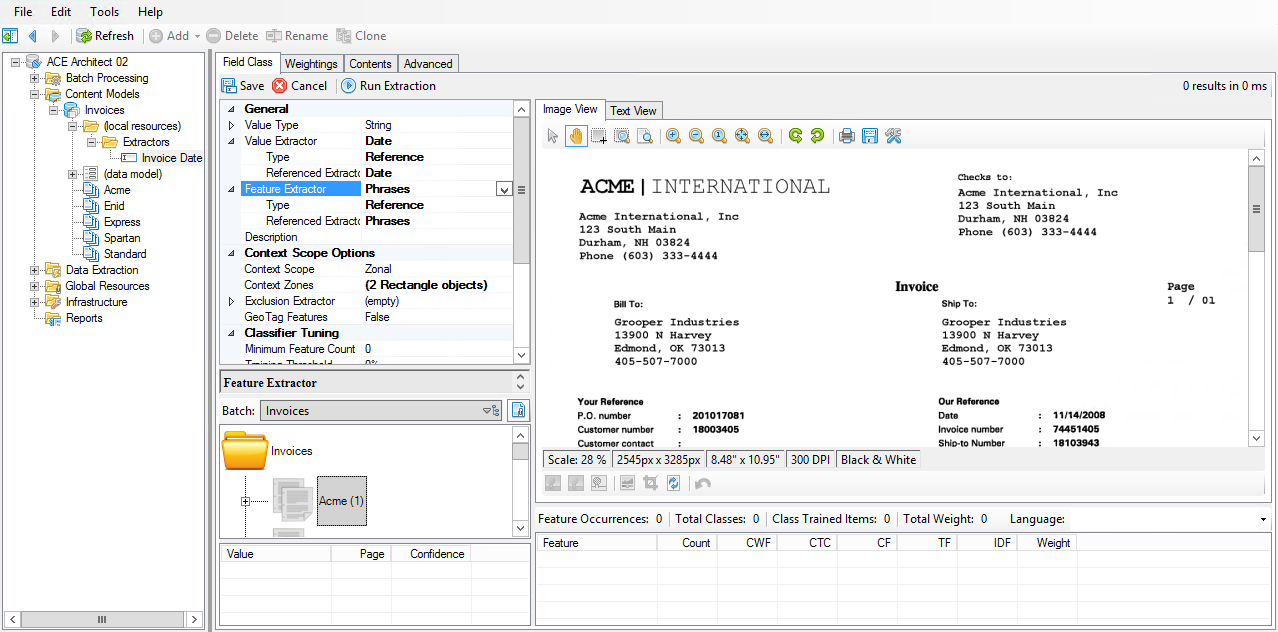 File Edit Tools Help
Refresh Add Delete Rename Clone
ACE Architect 02
Batch Processing
Content Models
Invoices
(local resources)
Extractors
Invoice Date
(data model)
Acme
Enid
Express
Spartan
Standard
Data Extraction
Global Resources
Infrastructure
Reports
Field Class Weightings Contents Advanced
Save Cancel Run Extraction
0 results in 0 ms
General
Value Type String
Value Extractor Date
Type Reference
Referenced Extracto Date
Feature Extractor Phrases
Type Reference
Referenced Extracto Phrases
Description
Context Scope Options
Context Scope Zonal
Context Zones (2 Rectangle objects)
Exclusion Extractor (empty)
GeoTag Features False
Classifier Tuning
Minimum Feature Count 0
Training Threshold 0%
Feature Extractor
Batch: Invoices
Invoices
Acme (1)
Value Page Confidence
Image View Text View
ACME|INTERNATIONAL
Acme International, Inc
123 South Main
Durham, NH 03824
Phone (603) 333-4444
Checks to:
Acme International, Inc
123 South Main
Durham, NH 03824
Phone (603) 333-4444
Invoice
Page
1 / 01
Bill To:
Grooper Industries
13900 N Harvey
Edmond, OK 73013
405-507-7000
Ship To:
Grooper Industries
13900 N Harvey
Edmond, OK 73013
405-507-7000
Your Reference
P.O. number : 201017081
Customer number : 18003405
Customer contact :
Our Reference
Date : 11/14/2008
Invoice number : 74451405
Ship-to Number : 18103943
Scale: 28 % 2545px x 3285px 8.48" x 10.95" 300 DPI Black & White
Feature Occurrences: 0 Total Classes: 0 Class Trained Items: 0 Total Weight: 0 Language:
Feature Count CWF CTC CF TF IDF Weight